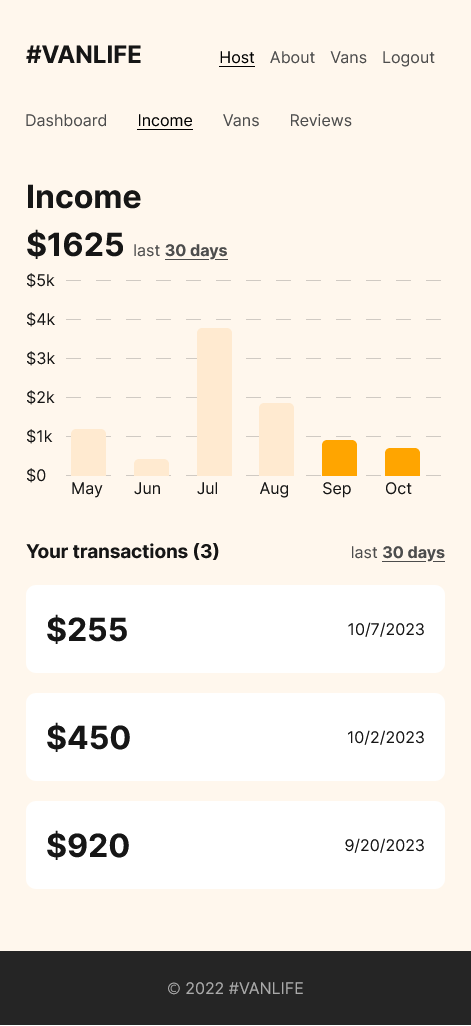 #VANLIFE Host About Vans Logout
Dashboard Income Vans Reviews
Income
$1625 last 30 days
$5k
$4k
$3k
$2k
$1k
$0
May Jun Jul Aug Sep Oct
Your transactions (3) last 30 days
$255 10/7/2023
$450 10/2/2023
$920 9/20/2023
© 2022 #VANLIFE